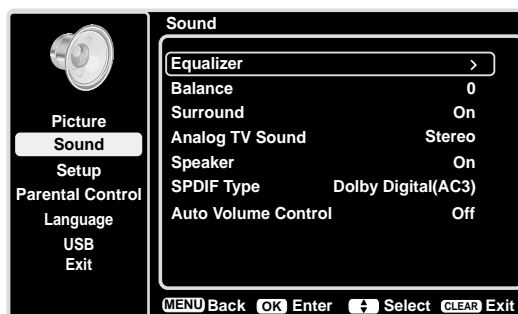 Sound
Equalizer >
Balance 0
Surround On
Analog TV Sound Stereo
Speaker On
SPDIF Type Dolby Digital(AC3)
Auto Volume Control Off
Picture
Sound
Setup
Parental Control
Language
USB
Exit
MENU Back OK Enter Select CLEAR Exit